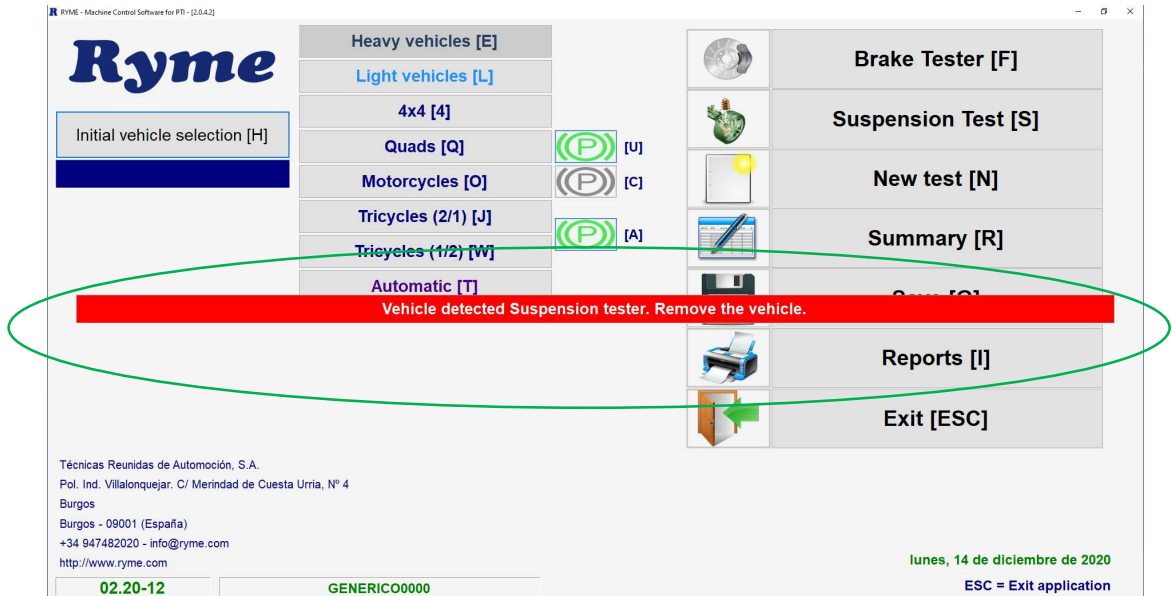 RYME - Machine Control Software for PTI - [2.0.4.2]
Ryme
Initial vehicle selection [H]
Heavy vehicles [E]
Light vehicles [L]
4x4 [4]
Quads [Q]
Motorcycles [O]
Tricycles (2/1) [J]
Tricycles (1/2) [W]
Automatic [T]
(P) [U]
(P) [C]
(P) [A]
Brake Tester [F]
Suspension Test [S]
New test [N]
Summary [R]
Vehicle detected Suspension tester. Remove the vehicle.
Reports [I]
Exit [ESC]
Técnicas Reunidas de Automoción, S.A.
Pol. Ind. Villalonquejar. C/ Merindad de Cuesta Urria, Nº 4
Burgos
Burgos - 09001 (España)
+34 947482020 - info@ryme.com
http://www.ryme.com
lunes, 14 de diciembre de 2020
02.20-12
GENERICO0000
ESC = Exit application